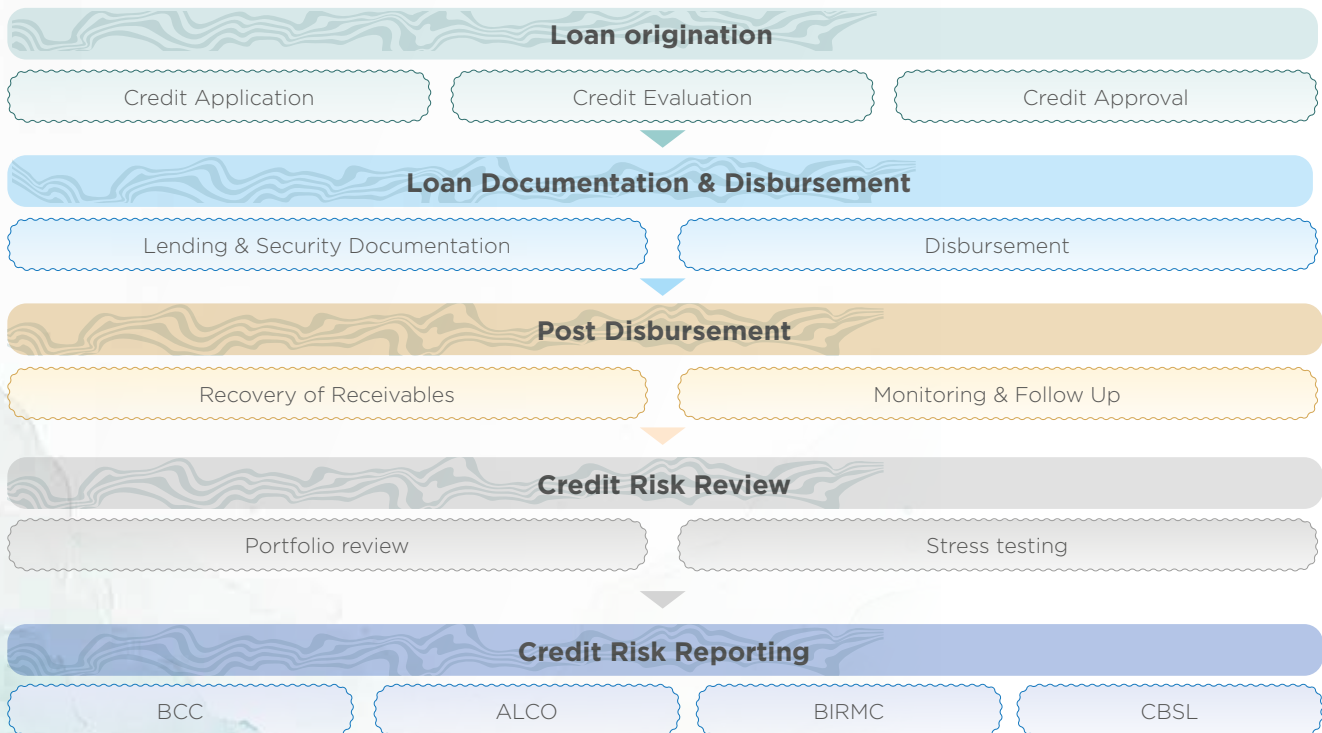 Loan origination
Credit Application
Credit Evaluation
Credit Approval
Loan Documentation & Disbursement
Lending & Security Documentation
Disbursement
Post Disbursement
Recovery of Receivables
Monitoring & Follow Up
Credit Risk Review
Portfolio review
Stress testing
Credit Risk Reporting
BCC
ALCO
BIRMC
CBSL